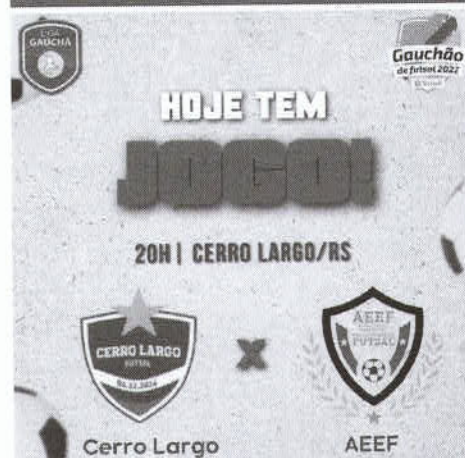 LIGA
GAÚCHA
Gauchão
de futsal 2022
HOJE TEM
JOGO!
20H | CERRO LARGO/RS
CERRO LARGO
FUTSAL
X
AEEF
FUTSAL
Cerro Largo
AEEF